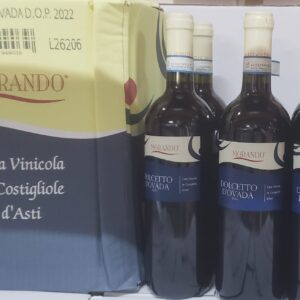 VADA D.O.P. 2022
L26206
RANDO
a Vinicola
Costigliole
d'Asti
MORANDO
DOLCETTO
D'OVADA
MORANDO
DOLCETTO
D'OVADA